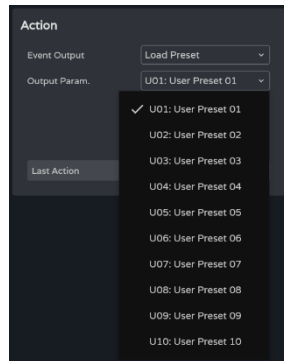 Action
Event Output
Load Preset
Output Param.
U01: User Preset 01
U01: User Preset 01
U02: User Preset 02
U03: User Preset 03
U04: User Preset 04
Last Action
U05: User Preset 05
U06: User Preset 06
U07: User Preset 07
U08: User Preset 08
U09: User Preset 09
U10: User Preset 10